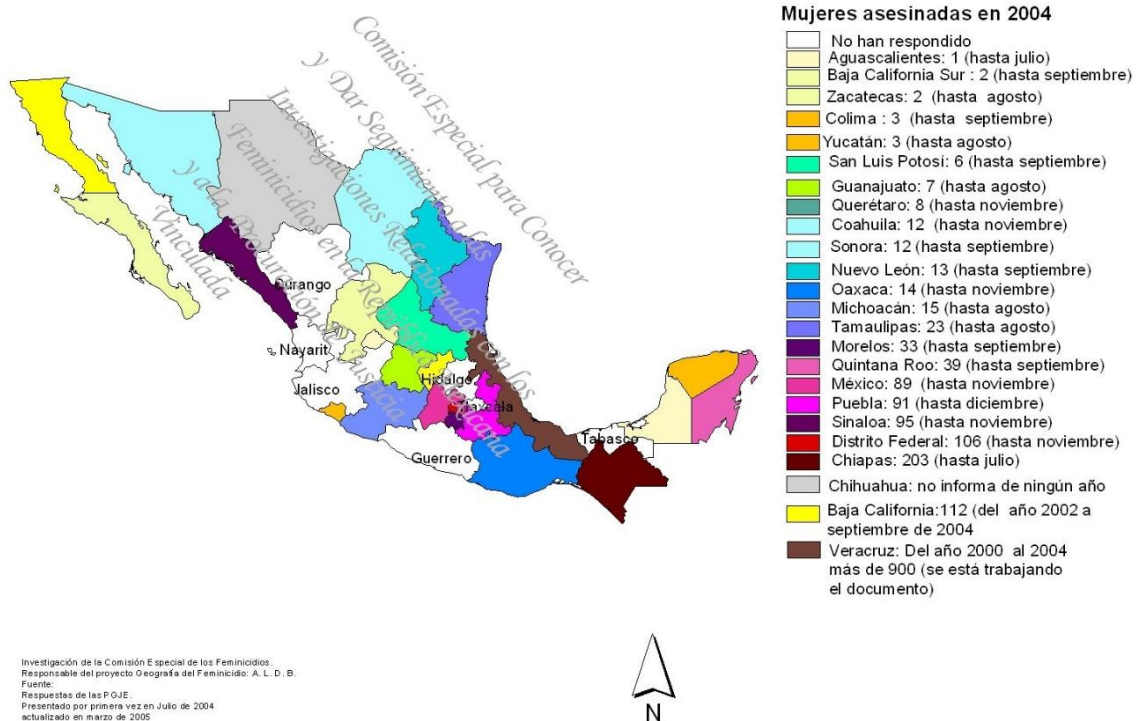 Mujeres asesinadas en 2004
No han respondido
Aguascalientes: 1 (hasta julio)
Baja California Sur : 2 (hasta septiembre)
Zacatecas: 2 (hasta agosto)
Colima : 3 (hasta septiembre)
Yucatán: 3 (hasta agosto)
San Luis Potosí: 6 (hasta septiembre)
Guanajuato: 7 (hasta agosto)
Querétaro: 8 (hasta noviembre)
Coahuila: 12 (hasta noviembre)
Sonora: 12 (hasta septiembre)
Nuevo León: 13 (hasta septiembre)
Oaxaca: 14 (hasta noviembre)
Michoacán: 15 (hasta agosto)
Tamaulipas: 23 (hasta agosto)
Morelos: 33 (hasta septiembre)
Quintana Roo: 39 (hasta septiembre)
México: 89 (hasta noviembre)
Puebla: 91 (hasta diciembre)
Sinaloa: 95 (hasta noviembre)
Distrito Federal: 106 (hasta noviembre)
Chiapas: 203 (hasta julio)
Chihuahua: no informa de ningún año
Baja California:112 (del año 2002 a
septiembre de 2004
Veracruz: Del año 2000 al 2004
más de 900 (se está trabajando
el documento)
Comisión Especial para Conocer
y Dar Seguimiento a las
Investigaciones Relacionadas con los
Feminicidios en la República Mexicana
y a la Procuración de Justicia
Vinculada
Durango
Nayarit
Jalisco
Hidalgo
Tlaxcala
Guerrero
Tabasco
Investigación de la Comisión Especial de los Feminicidios.
Responsable del proyecto Geografía del Feminicidio: A. L. D. B.
Fuente:
Respuestas de las PGJE.
Presentado por primera vez en Julio de 2004
actualizado en marzo de 2005
N